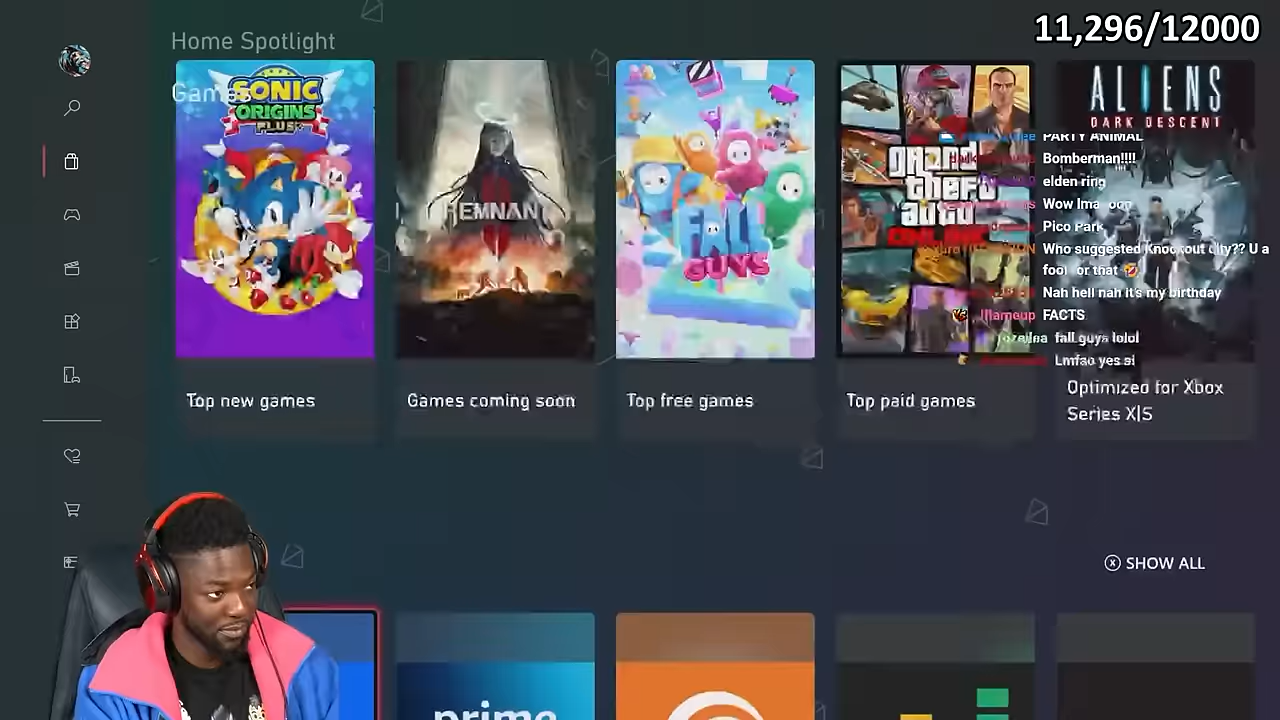 Home Spotlight
11,296/12000
Games
SONIC
ORIGINS
PLUS
REMNANT
FALL
GUYS
grand
theft
auto
ALIENS
DARK DESCENT
PARTY ANIMAL
Bomberman!!!!
elden ring
Wow lmaooo
Pico Park
Who suggested Knockout city?? U a
fool for that 🤣
Nah hell nah it's my birthday
FACTS
fall guys lolol
Lmfao yes si
Top new games
Games coming soon
Top free games
Top paid games
Optimized for Xbox
Series X|S
SHOW ALL
prime